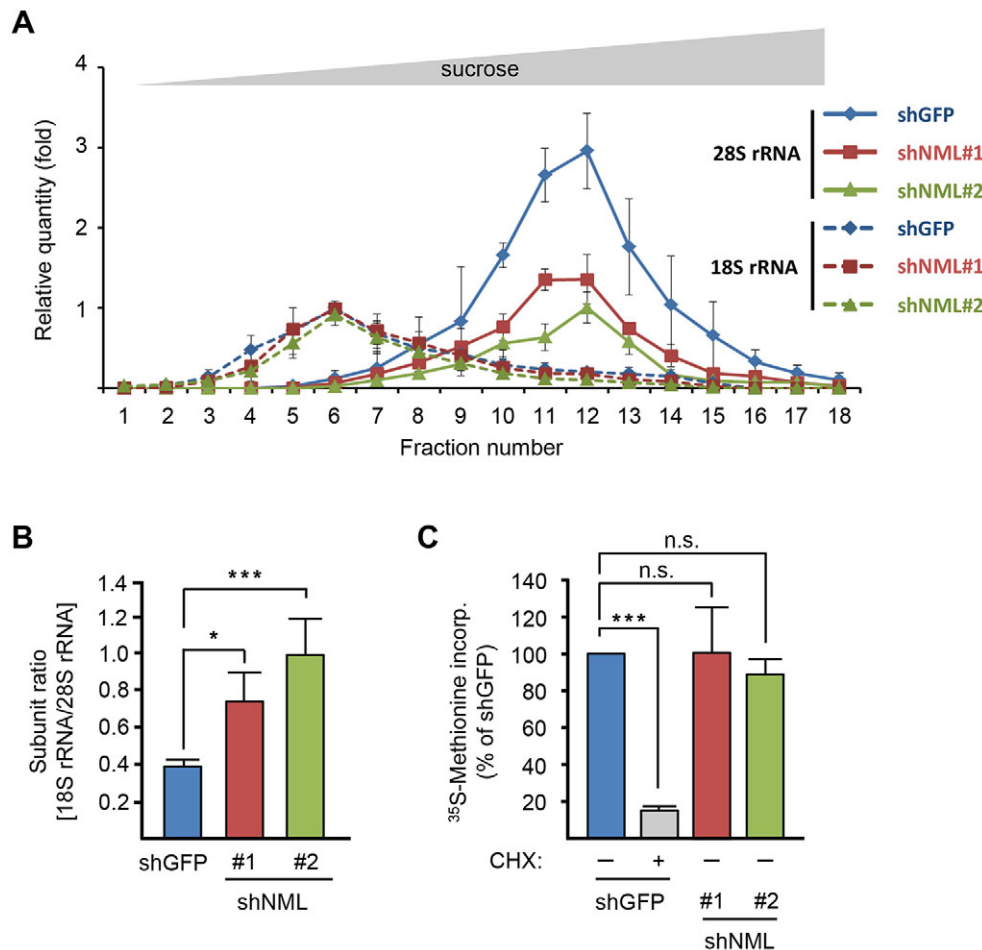 A
sucrose
4
3
2
1
Relative quantity (fold)
1 2 3 4 5 6 7 8 9 10 11 12 13 14 15 16 17 18
Fraction number
28S rRNA
shGFP
shNML#1
shNML#2
18S rRNA
shGFP
shNML#1
shNML#2
B
Subunit ratio
[18S rRNA/28S rRNA]
1.4
1.2
1.0
0.8
0.6
0.4
0.2
***
*
shGFP #1 #2
shNML
C
³⁵S-Methionine incorp.
(% of shGFP)
140
120
100
80
60
40
20
n.s.
n.s.
***
CHX: – + – –
shGFP #1 #2
shNML